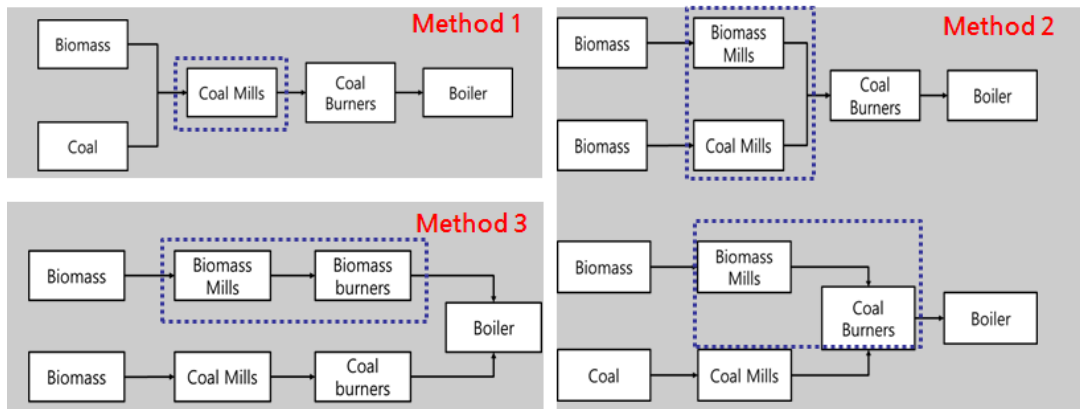 Method 1
Biomass
Coal Mills
Coal
Burners
Boiler
Coal
Method 2
Biomass
Biomass
Mills
Coal
Burners
Boiler
Biomass
Coal Mills
Method 3
Biomass
Biomass
Mills
Biomass
burners
Boiler
Biomass
Coal Mills
Coal
burners
Biomass
Biomass
Mills
Coal
Burners
Boiler
Coal
Coal Mills